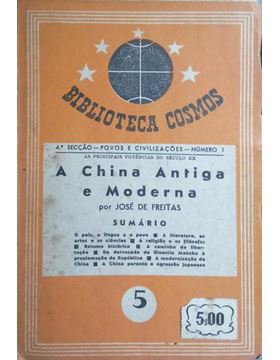 BIBLIOTECA COSMOS
4.ª SECÇÃO — POVOS E CIVILIZAÇÕES — NÚMERO 1
AS PRINCIPAIS POTÊNCIAS DO SÉCULO XX
A China Antiga
e Moderna
por JOSÉ DE FREITAS
SUMÁRIO
O país, a língua e o povo ■ A literatura, as
artes e as ciências ■ A religião e os filósofos
■ Resumo histórico ■ A caminho da liber-
tação ■ Da derrocada da Dinastia Manchu à
proclamação da República ■ A modernização da
China ■ A China perante a agressão japonesa
5
5$00